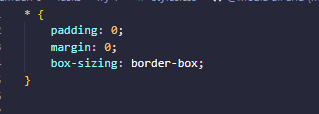 * {
padding: 0;
margin: 0;
box-sizing: border-box;
}